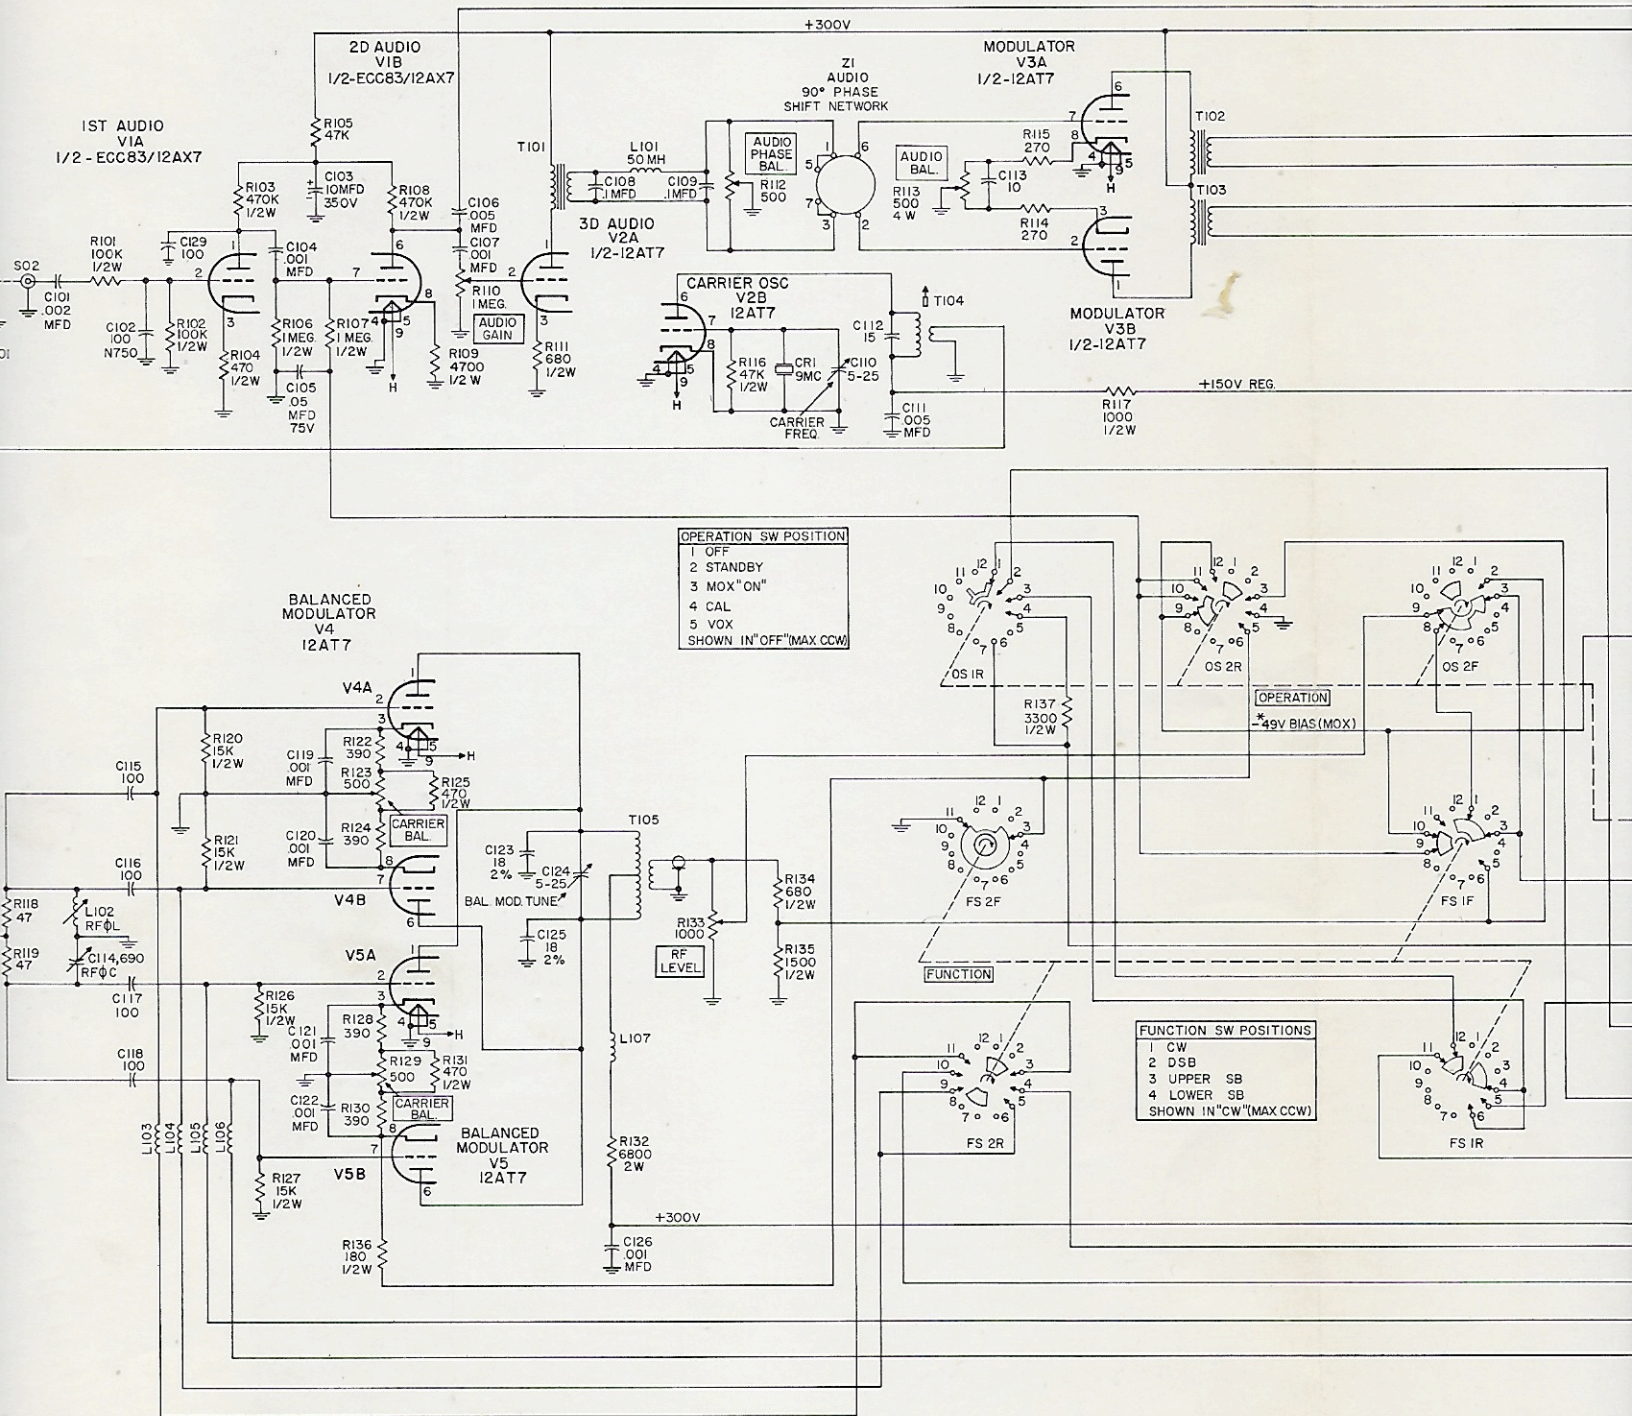 +300V
2D AUDIO
V1B
1/2-ECC83/12AX7
MODULATOR
V3A
1/2-12AT7
Z1
AUDIO
90° PHASE
SHIFT NETWORK
1ST AUDIO
V1A
1/2 - ECC83/12AX7
R105
47K
T101
L101
50 MH
AUDIO
PHASE
BAL.
AUDIO
BAL.
R115
270
T102
T103
R103
470K
1/2W
C103
10MFD
350V
R108
470K
1/2W
C106
.005
MFD
C107
.001
MFD
C108
.1MFD
C109
.1MFD
R112
500
R113
500
4 W
C113
10
R114
270
3D AUDIO
V2A
1/2-12AT7
SO2
R101
100K
1/2W
C129
100
C104
.001
MFD
C101
.002
MFD
C102
100
N750
R102
100K
1/2W
R104
470
1/2W
R106
1 MEG.
1/2W
R107
1 MEG.
1/2W
C105
.05
MFD
75V
R109
4700
1/2 W
R110
1 MEG.
AUDIO
GAIN
R111
680
1/2W
H
CARRIER OSC
V2B
12AT7
R116
47K
1/2W
CR1
9MC
C110
5-25
CARRIER
FREQ.
H
C112
15
T104
C111
.005
MFD
MODULATOR
V3B
1/2-12AT7
H
+150V REG.
R117
1000
1/2W
OPERATION SW POSITION
1 OFF
2 STANDBY
3 MOX"ON"
4 CAL
5 VOX
SHOWN IN"OFF"(MAX CCW)
OS 1R
OS 2R
OS 2F
OPERATION
*
-49V BIAS(MOX)
R137
3300
1/2W
BALANCED
MODULATOR
V4
12AT7
V4A
R120
15K
1/2W
C119
.001
MFD
R122
390
R123
500
R125
470
1/2W
H
C115
100
R121
15K
1/2W
C120
.001
MFD
R124
390
CARRIER
BAL.
V4B
C116
100
R118
47
L102
RFΦL
R119
47
C114,690
RFΦC
C117
100
C118
100
C123
18
2%
C124
5-25
BAL. MOD. TUNE
C125
18
2%
T105
R133
1000
RF
LEVEL
R134
680
1/2W
R135
1500
1/2W
FS 2F
FS 1F
FUNCTION
V5A
R126
15K
1/2W
C121
.001
MFD
R128
390
R129
500
R131
470
1/2W
H
C122
.001
MFD
R130
390
CARRIER
BAL.
V5B
BALANCED
MODULATOR
V5
12AT7
R127
15K
1/2W
L103
L104
L105
L106
L107
R132
6800
2W
+300V
C126
.001
MFD
R136
180
1/2W
FS 2R
FUNCTION SW POSITIONS
1 CW
2 DSB
3 UPPER SB
4 LOWER SB
SHOWN IN"CW"(MAX CCW)
FS 1R